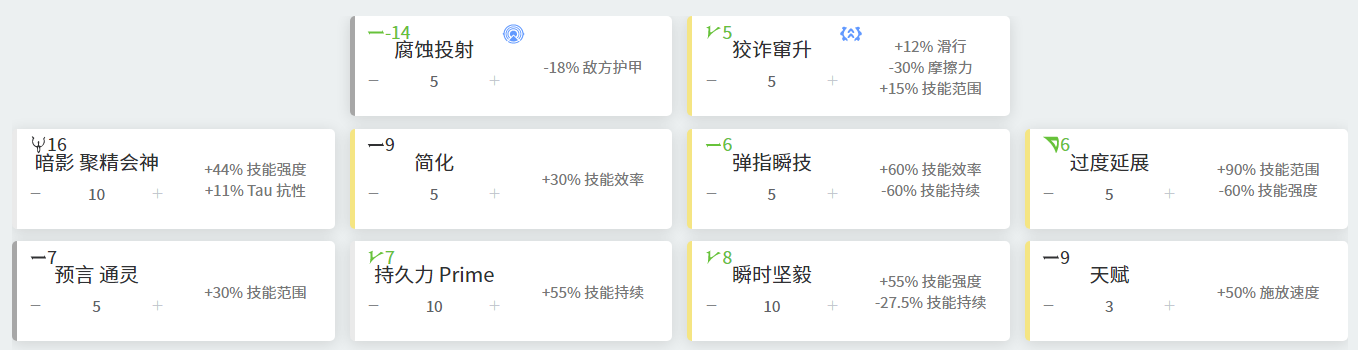 -14
腐蚀投射
− 5 +
-18% 敌方护甲
5
狡诈窜升
− 5 +
+12% 滑行
-30% 摩擦力
+15% 技能范围
16
暗影 聚精会神
− 10 +
+44% 技能强度
+11% Tau 抗性
9
简化
− 5 +
+30% 技能效率
6
弹指瞬技
− 5 +
+60% 技能效率
-60% 技能持续
6
过度延展
− 5 +
+90% 技能范围
-60% 技能强度
7
预言 通灵
− 5 +
+30% 技能范围
7
持久力 Prime
− 10 +
+55% 技能持续
8
瞬时坚毅
− 10 +
+55% 技能强度
-27.5% 技能持续
9
天赋
− 3 +
+50% 施放速度